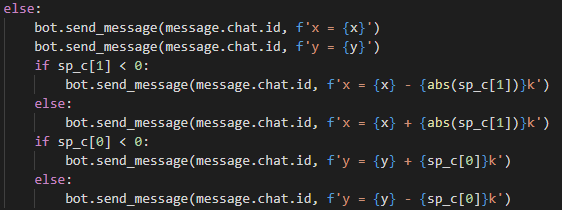 else:
    bot.send_message(message.chat.id, f'x = {x}')
    bot.send_message(message.chat.id, f'y = {y}')
    if sp_c[1] < 0:
        bot.send_message(message.chat.id, f'x = {x} - {abs(sp_c[1])}k')
    else:
        bot.send_message(message.chat.id, f'x = {x} + {abs(sp_c[1])}k')
    if sp_c[0] < 0:
        bot.send_message(message.chat.id, f'y = {y} + {sp_c[0]}k')
    else:
        bot.send_message(message.chat.id, f'y = {y} - {sp_c[0]}k')